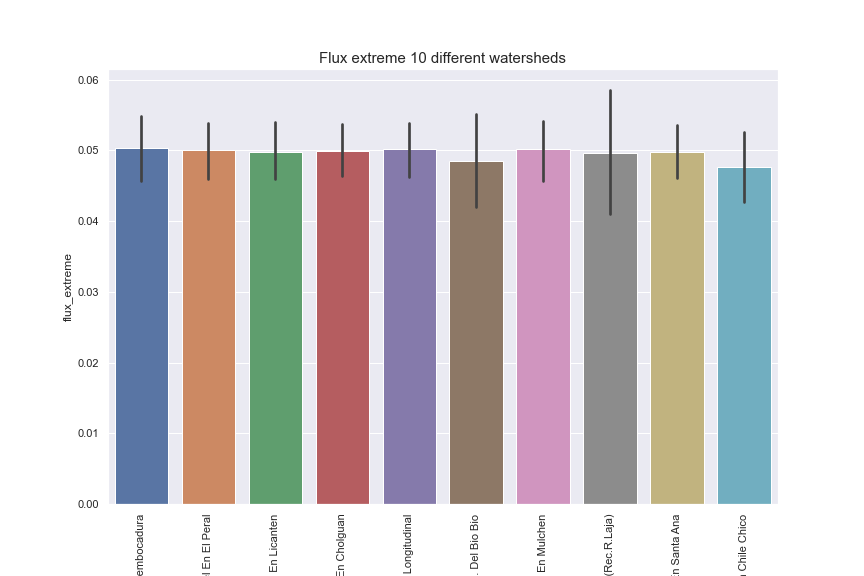 Flux extreme 10 different watersheds
flux_extreme
0.06
0.05
0.04
0.03
0.02
0.01
0.00
embocadura
l En El Peral
En Licanten
En Cholguan
Longitudinal
. Del Bio Bio
En Mulchen
(Rec.R.Laja)
En Santa Ana
Chile Chico